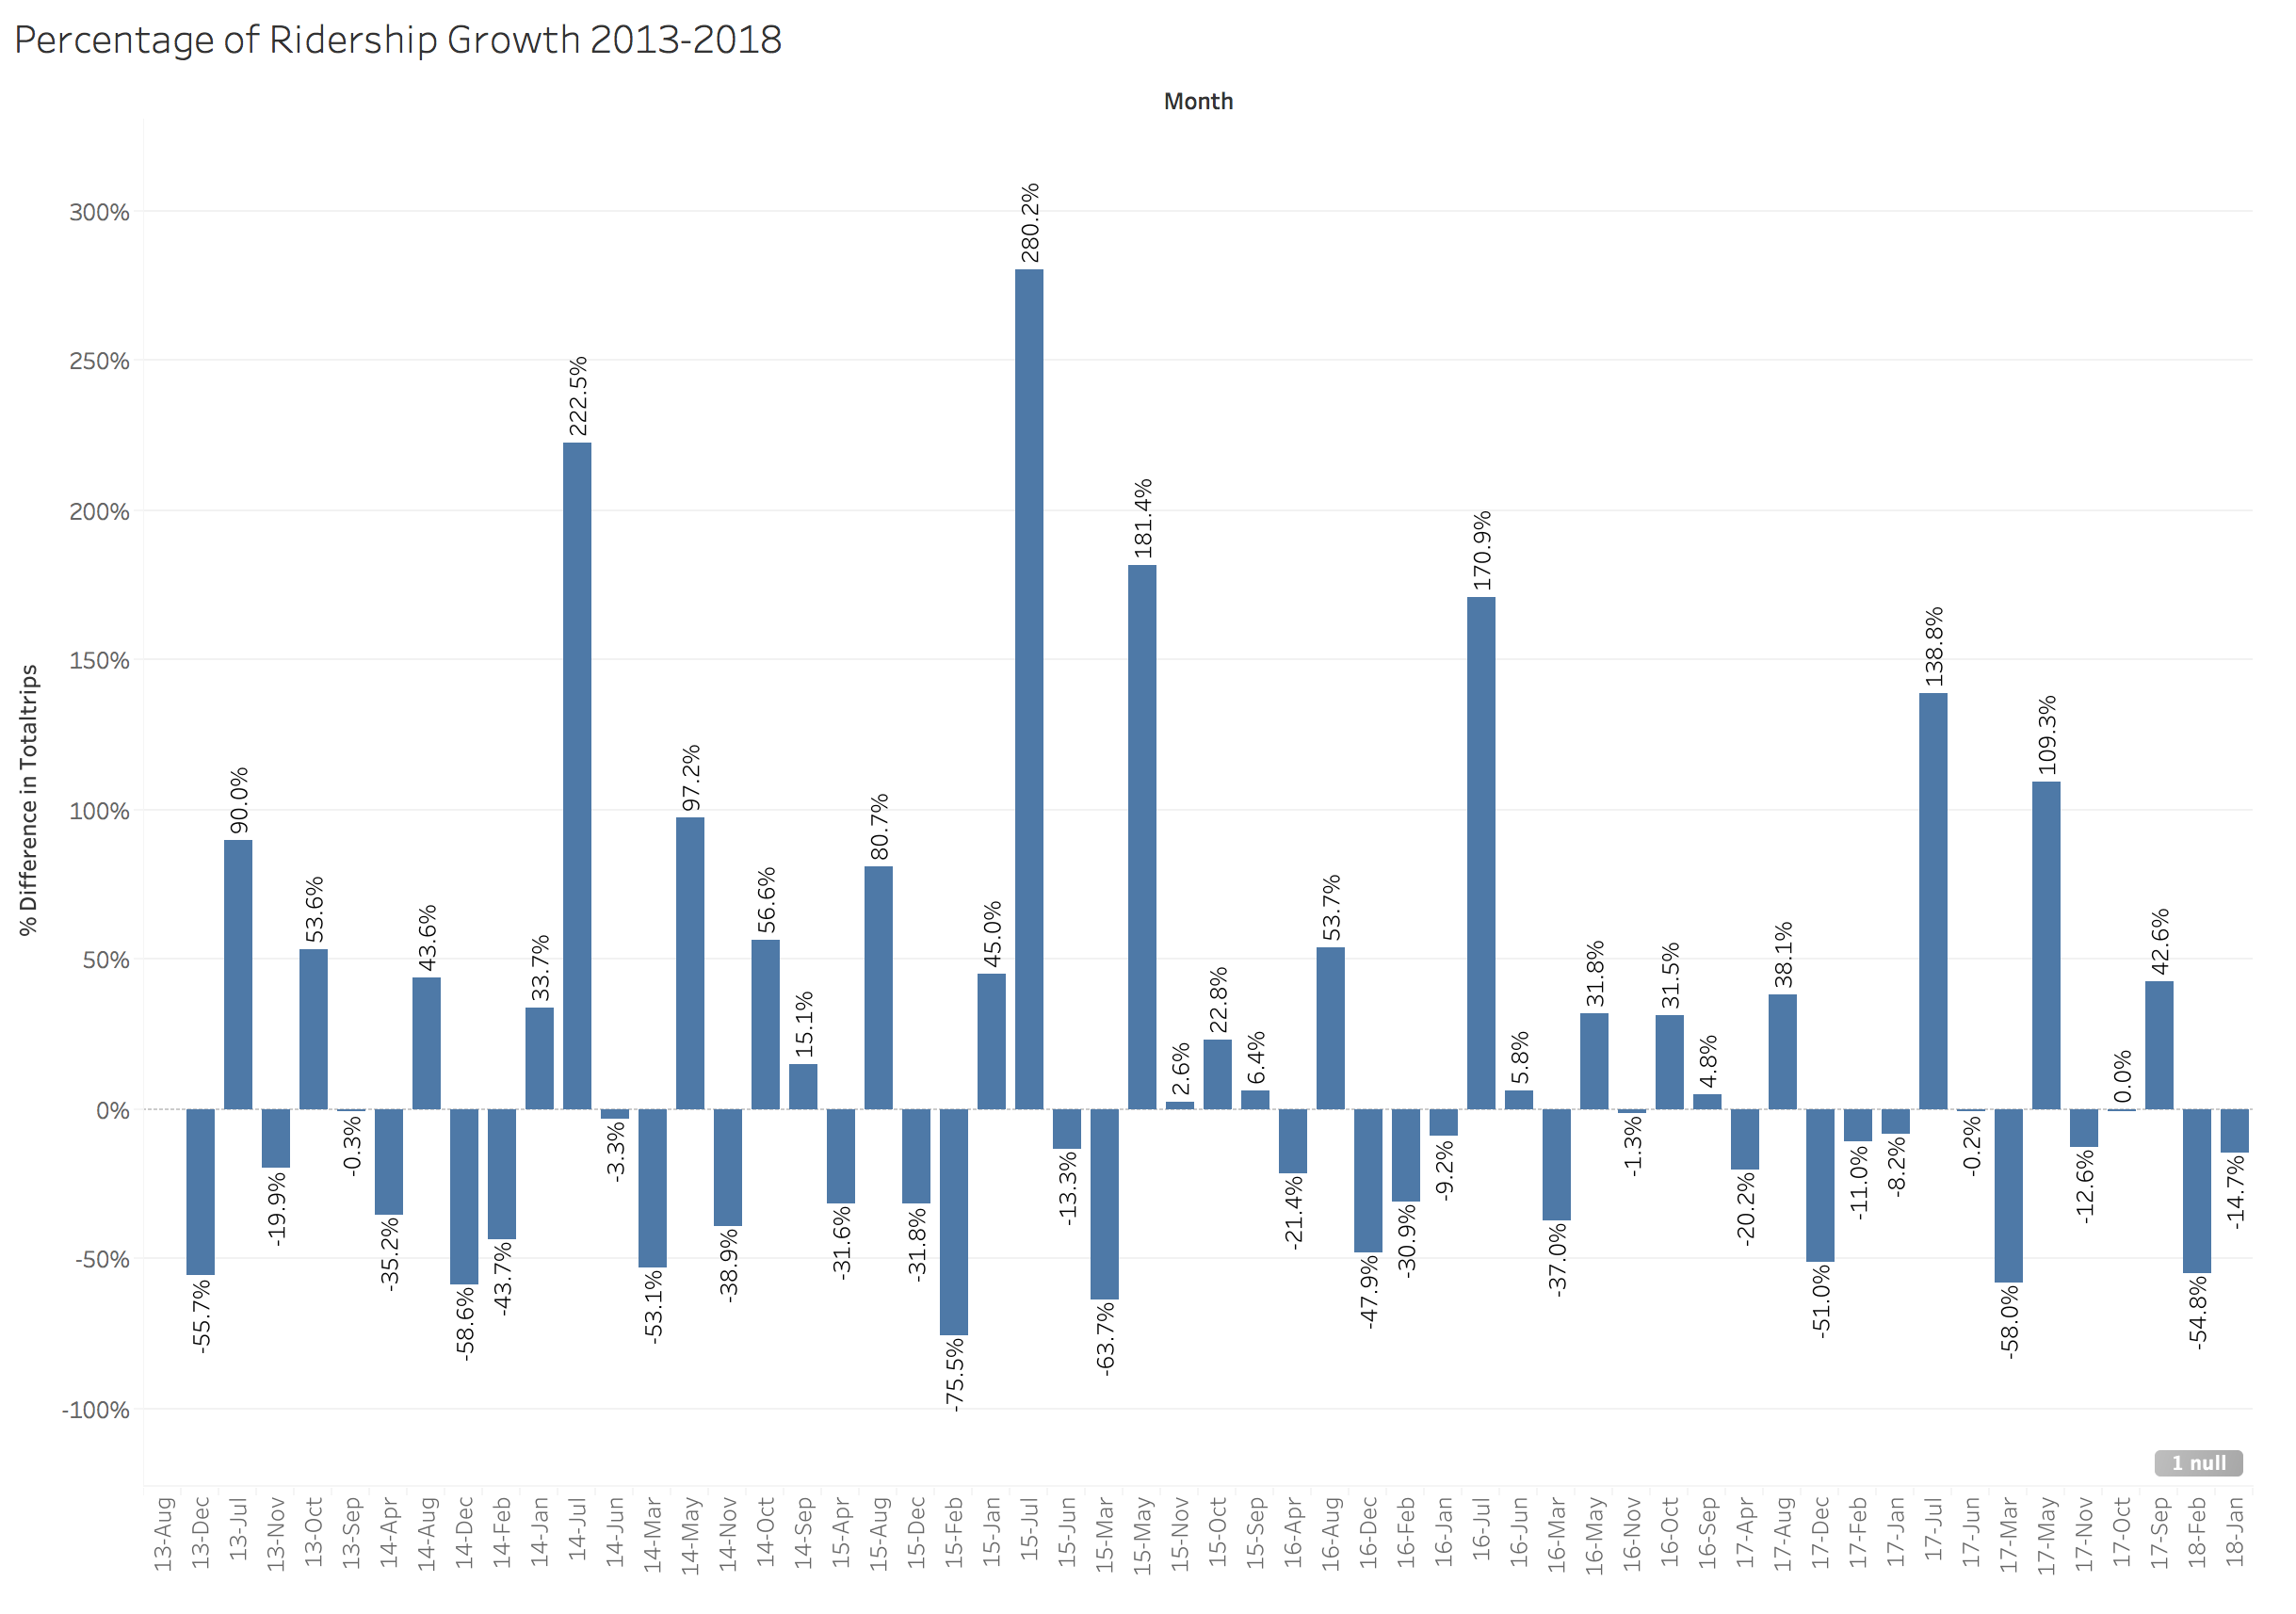 Percentage of Ridership Growth 2013-2018
Month
% Difference in Totaltrips
300%
250%
200%
150%
100%
50%
0%
-50%
-100%
-55.7%
90.0%
-19.9%
53.6%
-0.3%
-35.2%
43.6%
-58.6%
-43.7%
33.7%
222.5%
-3.3%
-53.1%
97.2%
-38.9%
56.6%
15.1%
-31.6%
80.7%
-31.8%
-75.5%
45.0%
280.2%
-13.3%
-63.7%
181.4%
2.6%
22.8%
6.4%
-21.4%
53.7%
-47.9%
-30.9%
-9.2%
170.9%
5.8%
-37.0%
31.8%
-1.3%
31.5%
4.8%
-20.2%
38.1%
-51.0%
-11.0%
-8.2%
138.8%
-0.2%
-58.0%
109.3%
-12.6%
0.0%
42.6%
-54.8%
-14.7%
1 null
13-Aug
13-Dec
13-Jul
13-Nov
13-Oct
13-Sep
14-Apr
14-Aug
14-Dec
14-Feb
14-Jan
14-Jul
14-Jun
14-Mar
14-May
14-Nov
14-Oct
14-Sep
15-Apr
15-Aug
15-Dec
15-Feb
15-Jan
15-Jul
15-Jun
15-Mar
15-May
15-Nov
15-Oct
15-Sep
16-Apr
16-Aug
16-Dec
16-Feb
16-Jan
16-Jul
16-Jun
16-Mar
16-May
16-Nov
16-Oct
16-Sep
17-Apr
17-Aug
17-Dec
17-Feb
17-Jan
17-Jul
17-Jun
17-Mar
17-May
17-Nov
17-Oct
17-Sep
18-Feb
18-Jan